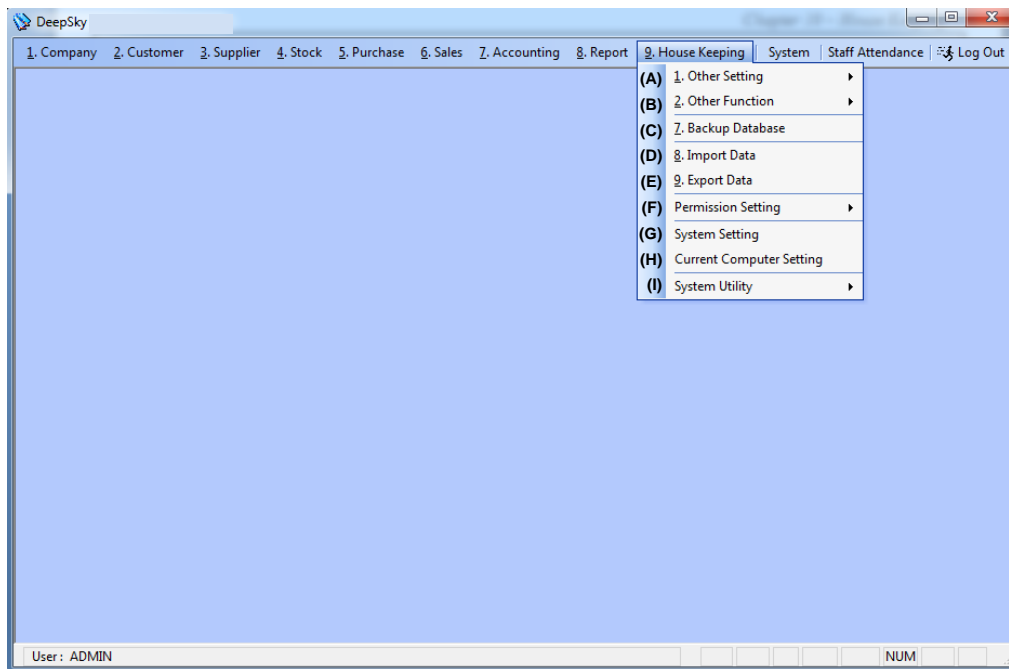 DeepSky
1. Company 2. Customer 3. Supplier 4. Stock 5. Purchase 6. Sales 7. Accounting 8. Report 9. House Keeping System Staff Attendance Log Out
(A) 1. Other Setting
(B) 2. Other Function
(C) 7. Backup Database
(D) 8. Import Data
(E) 9. Export Data
(F) Permission Setting
(G) System Setting
(H) Current Computer Setting
(I) System Utility
User : ADMIN NUM